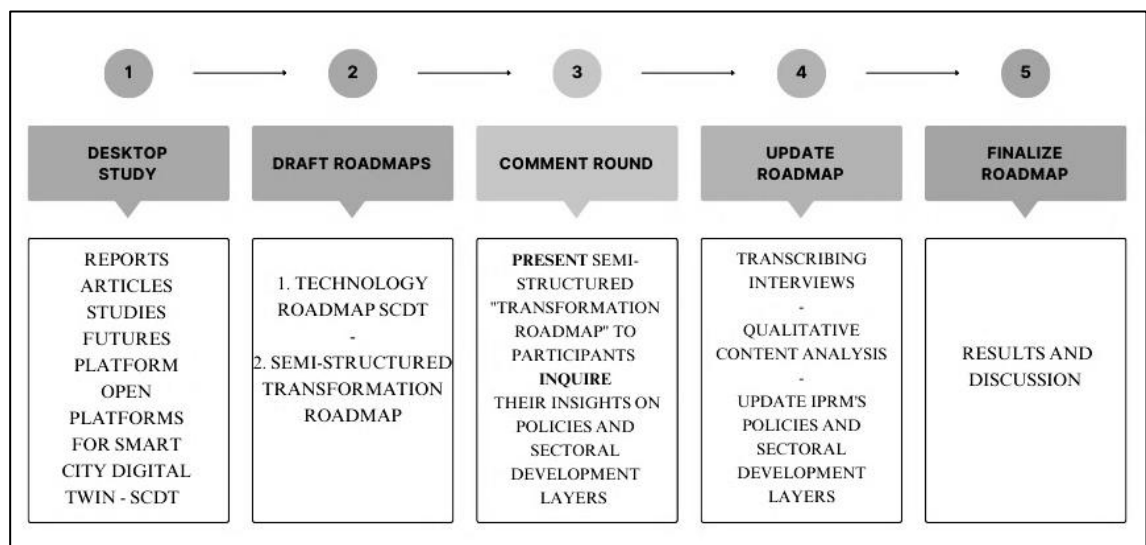 1
2
3
4
5
DESKTOP
STUDY
DRAFT ROADMAPS
COMMENT ROUND
UPDATE
ROADMAP
FINALIZE
ROADMAP
REPORTS
ARTICLES
STUDIES
FUTURES
PLATFORM
OPEN
PLATFORMS
FOR SMART
CITY DIGITAL
TWIN - SCDT
1. TECHNOLOGY
ROADMAP SCDT
-
2. SEMI-STRUCTURED
TRANSFORMATION
ROADMAP
PRESENT SEMI-
STRUCTURED
"TRANSFORMATION
ROADMAP" TO
PARTICIPANTS
INQUIRE
THEIR INSIGHTS ON
POLICIES AND
SECTORAL
DEVELOPMENT
LAYERS
TRANSCRIBING
INTERVIEWS
-
QUALITATIVE
CONTENT ANALYSIS
-
UPDATE IPRM'S
POLICIES AND
SECTORAL
DEVELOPMENT
LAYERS
RESULTS AND
DISCUSSION